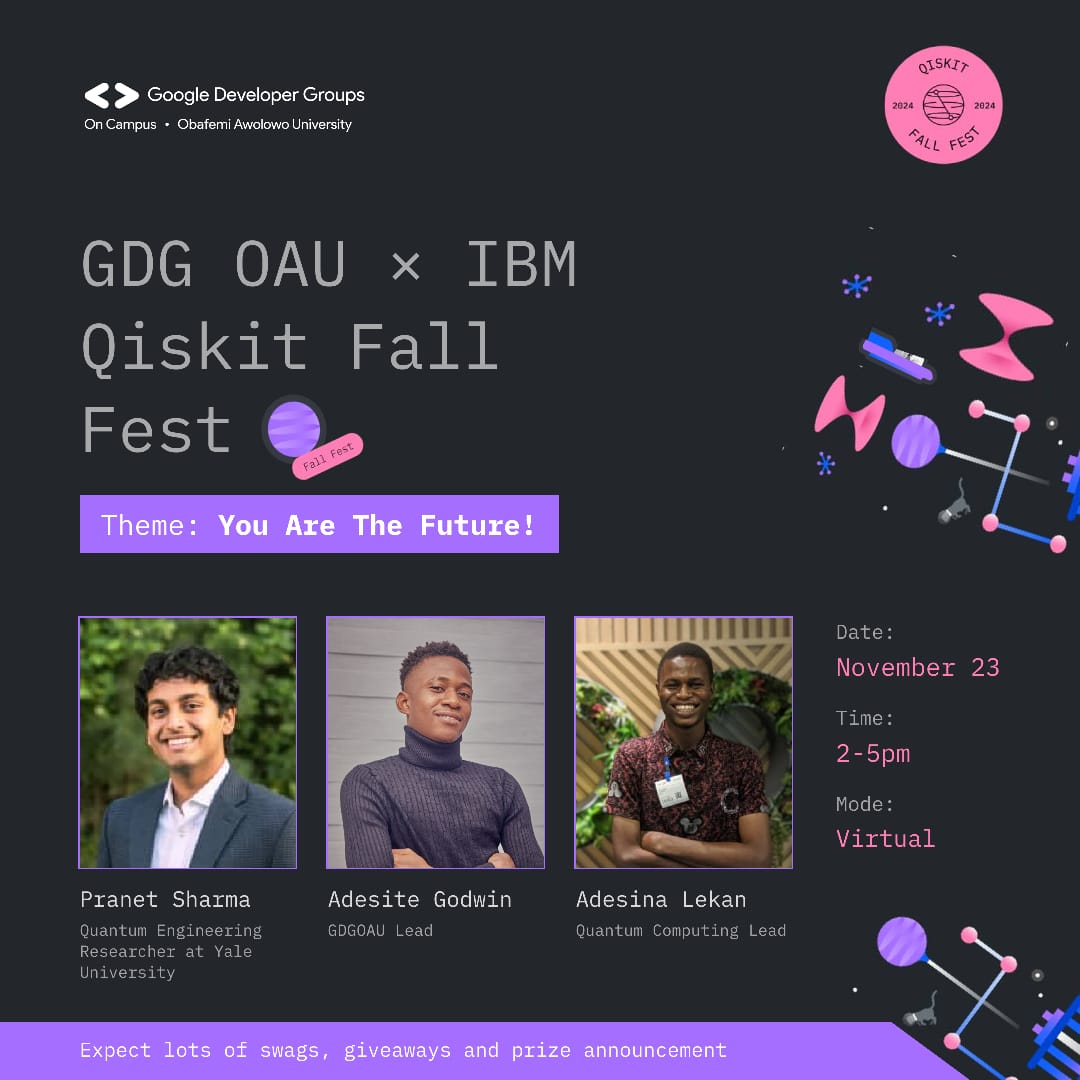 Google Developer Groups
On Campus • Obafemi Awolowo University
QISKIT
2024 2024
FALL FEST
GDG OAU × IBM
Qiskit Fall
Fest
Fall Fest
Theme: You Are The Future!
Pranet Sharma
Quantum Engineering
Researcher at Yale
University
Adesite Godwin
GDGOAU Lead
Adesina Lekan
Quantum Computing Lead
Date:
November 23
Time:
2-5pm
Mode:
Virtual
Expect lots of swags, giveaways and prize announcement